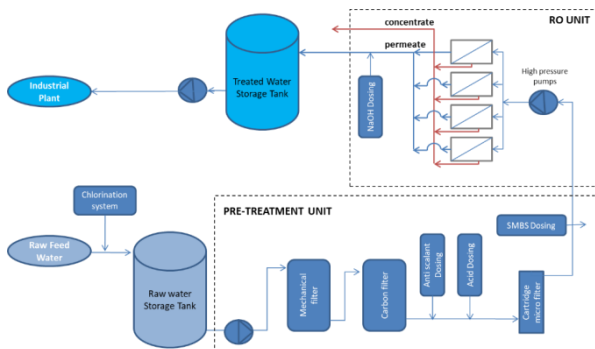 concentrate
RO UNIT
permeate
High pressure
pumps
Treated Water
Storage Tank
Industrial
Plant
NaOH Dosing
Chlorination
system
PRE-TREATMENT UNIT
SMBS Dosing
Raw Feed
Water
Raw water
Storage Tank
Mechanical
filter
Carbon filter
Anti scalant
Dosing
Acid Dosing
Cartridge
micro filter